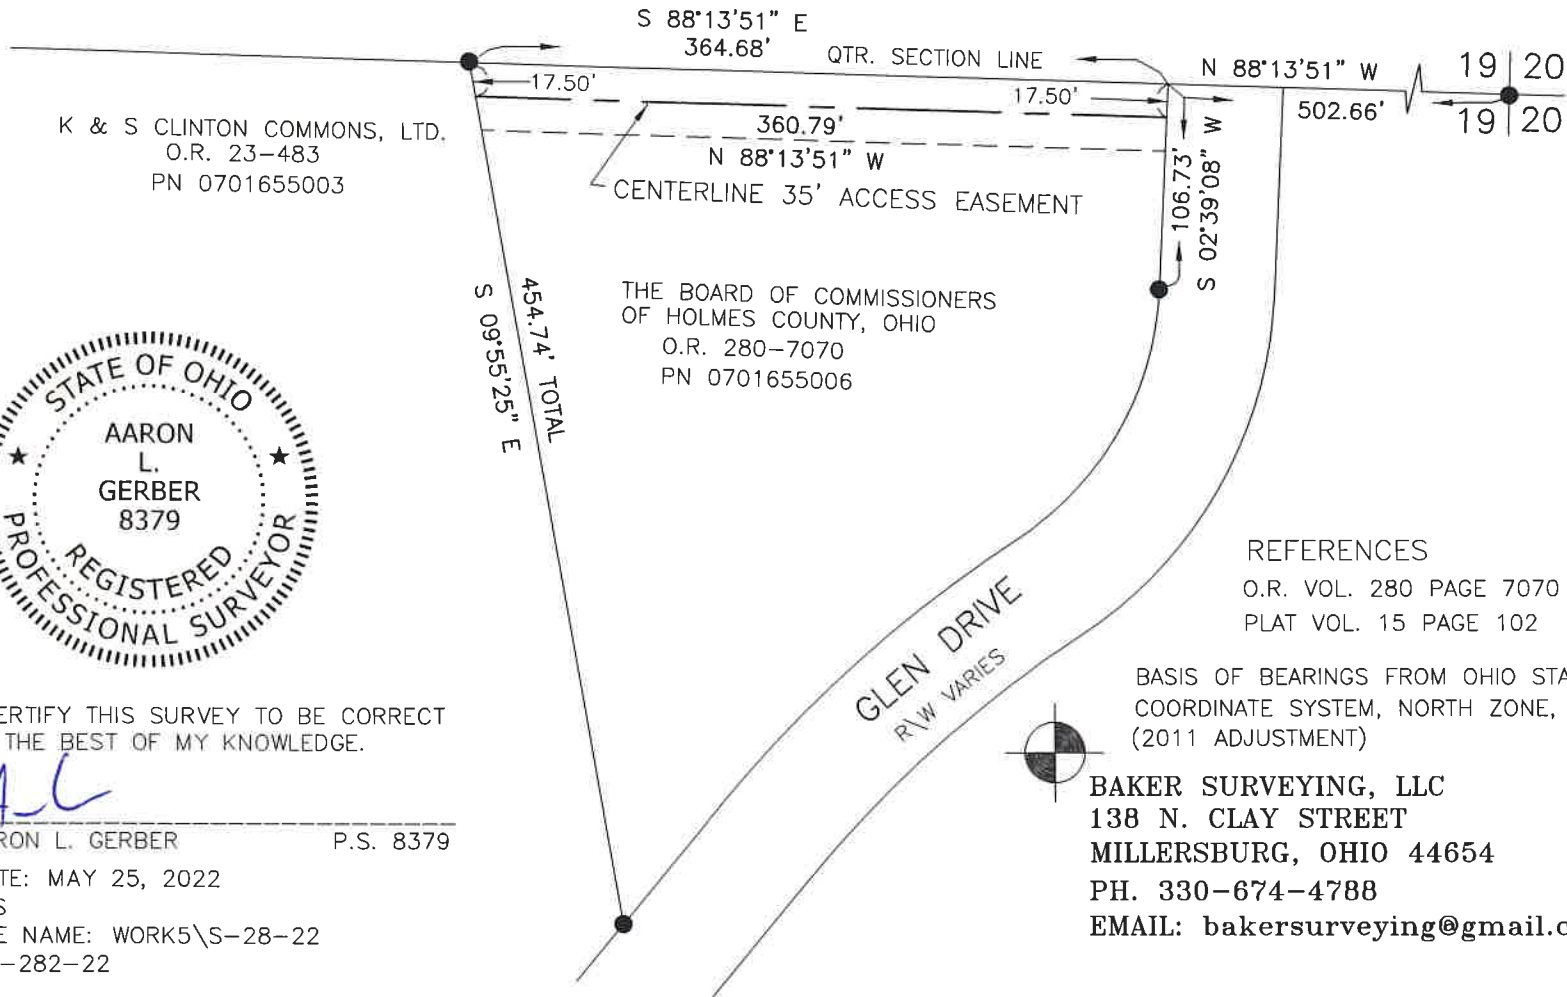 S 88°13'51" E
364.68'
QTR. SECTION LINE
N 88°13'51" W
502.66'
19 20
19 20
17.50'
17.50'
360.79'
N 88°13'51" W
CENTERLINE 35' ACCESS EASEMENT
K & S CLINTON COMMONS, LTD.
O.R. 23-483
PN 0701655003
106.73'
S 02°39'08" W
454.74' TOTAL
S 09°55'25" E
THE BOARD OF COMMISSIONERS
OF HOLMES COUNTY, OHIO
O.R. 280-7070
PN 0701655006
STATE OF OHIO
AARON
L.
GERBER
8379
REGISTERED
PROFESSIONAL SURVEYOR
GLEN DRIVE
R\W VARIES
REFERENCES
O.R. VOL. 280 PAGE 7070
PLAT VOL. 15 PAGE 102
BASIS OF BEARINGS FROM OHIO STA
COORDINATE SYSTEM, NORTH ZONE,
(2011 ADJUSTMENT)
ERTIFY THIS SURVEY TO BE CORRECT
THE BEST OF MY KNOWLEDGE.
RON L. GERBER P.S. 8379
TE: MAY 25, 2022
S
E NAME: WORK5\S-28-22
-282-22
BAKER SURVEYING, LLC
138 N. CLAY STREET
MILLERSBURG, OHIO 44654
PH. 330-674-4788
EMAIL: bakersurveying@gmail.c